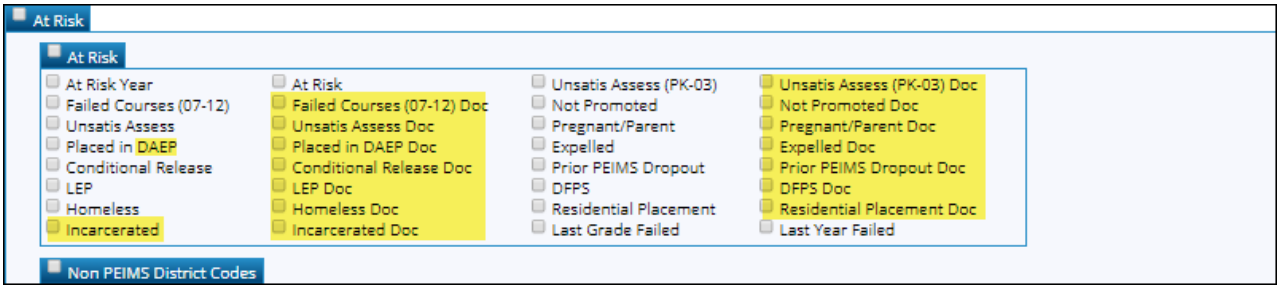 At Risk
At Risk
At Risk Year At Risk Unsatis Assess (PK-03) Unsatis Assess (PK-03) Doc
Failed Courses (07-12) Failed Courses (07-12) Doc Not Promoted Not Promoted Doc
Unsatis Assess Unsatis Assess Doc Pregnant/Parent Pregnant/Parent Doc
Placed in DAEP Placed in DAEP Doc Expelled Expelled Doc
Conditional Release Conditional Release Doc Prior PEIMS Dropout Prior PEIMS Dropout Doc
LEP LEP Doc DFPS DFPS Doc
Homeless Homeless Doc Residential Placement Residential Placement Doc
Incarcerated Incarcerated Doc Last Grade Failed Last Year Failed
Non PEIMS District Codes